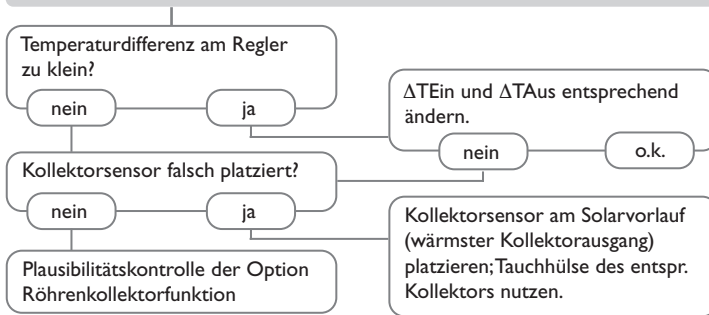 Temperaturdifferenz am Regler
zu klein?
nein
ja
ΔTEin und ΔTAus entsprechend
ändern.
nein
o.k.
Kollektorsensor falsch platziert?
nein
ja
Kollektorsensor am Solarvorlauf
(wärmster Kollektorausgang)
platzieren; Tauchhülse des entspr.
Kollektors nutzen.
Plausibilitätskontrolle der Option
Röhrenkollektorfunktion